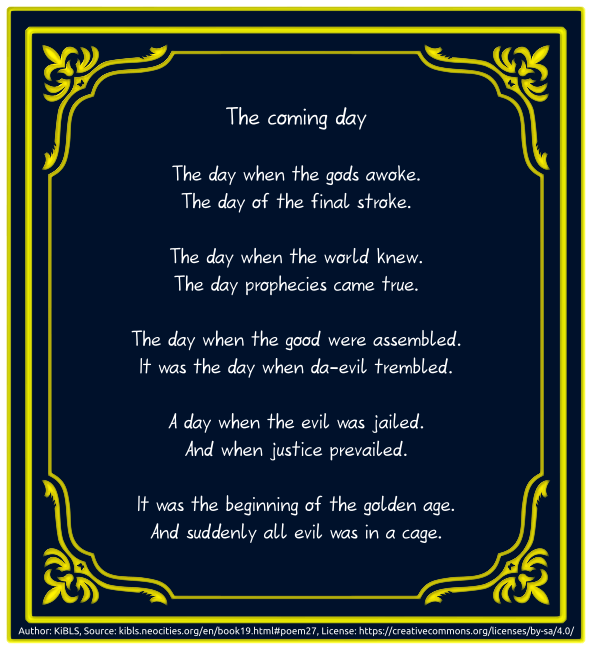 The coming day
The day when the gods awoke.
The day of the final stroke.
The day when the world knew.
The day prophecies came true.
The day when the good were assembled.
It was the day when da-evil trembled.
A day when the evil was jailed.
And when justice prevailed.
It was the beginning of the golden age.
And suddenly all evil was in a cage.
Author: KiBLS, Source: kibls.neocities.org/en/book19.html#poem27, License: https://creativecommons.org/licenses/by-sa/4.0/